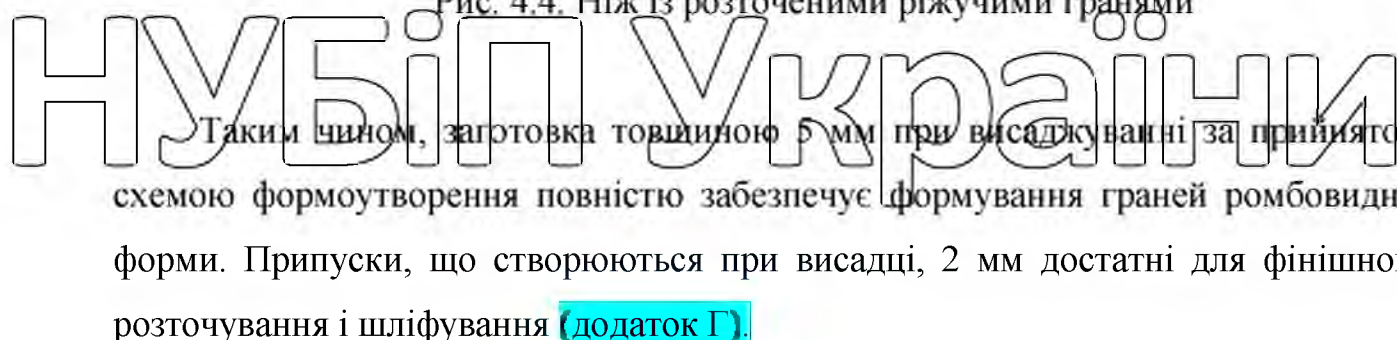 Рис. 4.4. Ніж із розточеними ріжучими гранями
НУБіП України
Таким чином, заготовка товщиною 5 мм при висаджуванні за прийнято
схемою формоутворення повністю забезпечує формування граней ромбовидн
форми. Припуски, що створюються при висадці, 2 мм достатні для фінішно
розточування і шліфування (додаток Г).